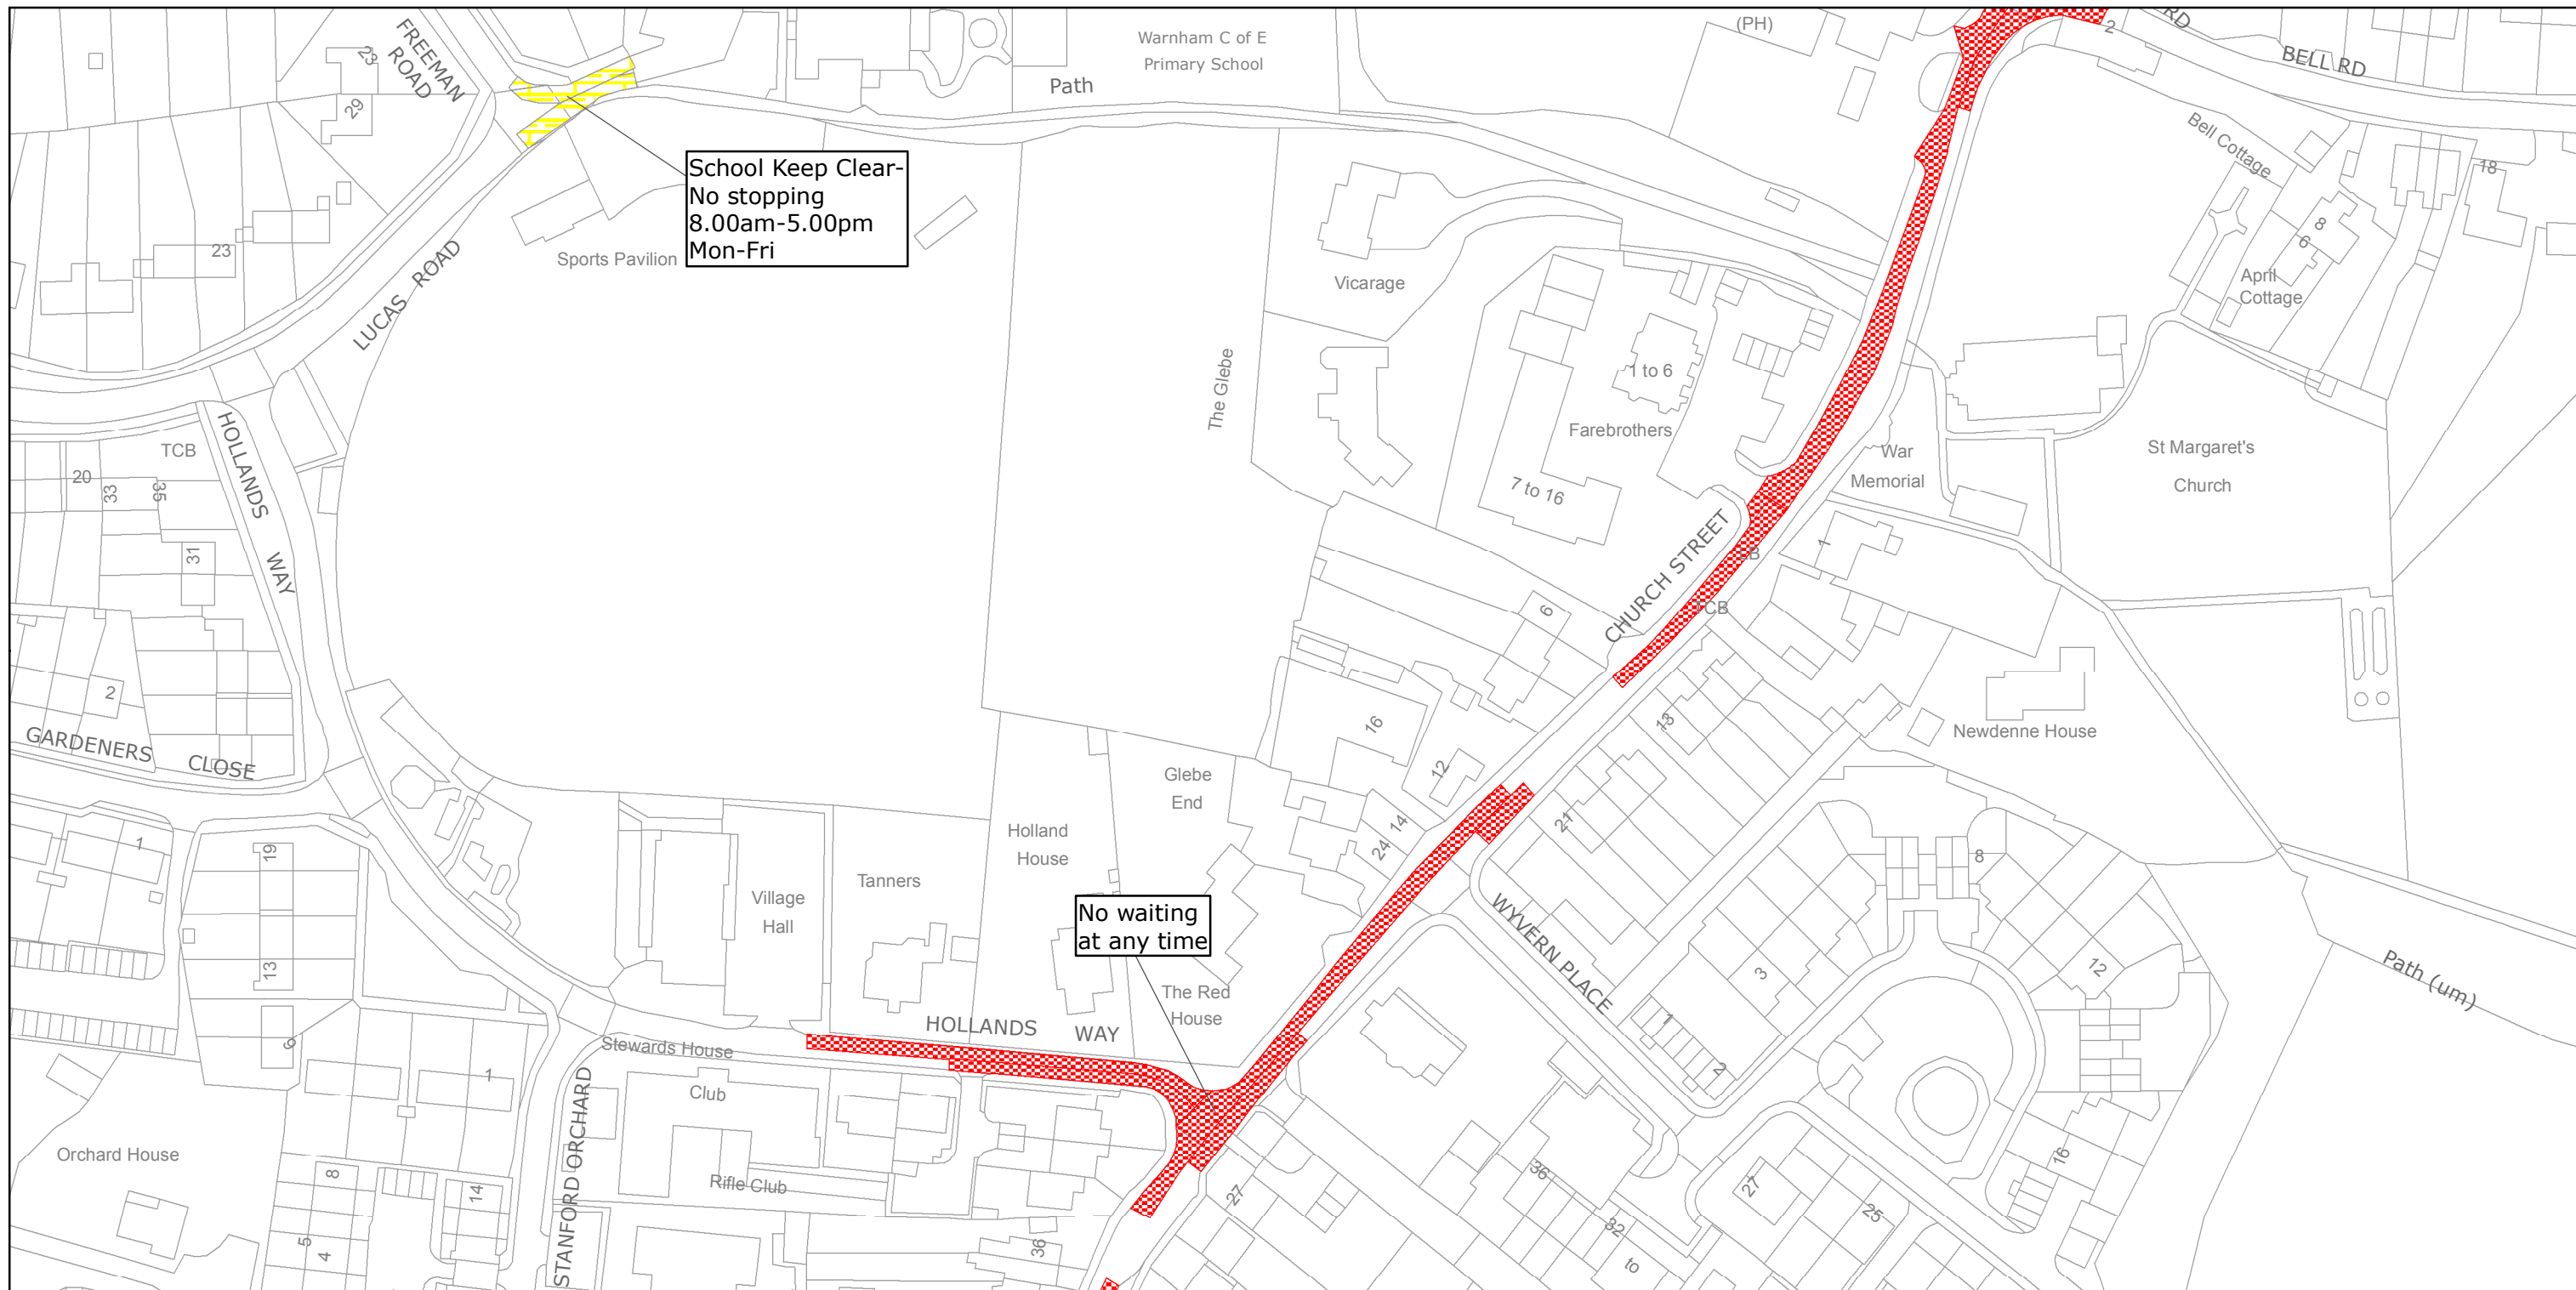 FREEMAN
ROAD
23
29
Warnham C of E
Primary School
Path
(PH)
2
RD
BELL RD
School Keep Clear-
No stopping
8.00am-5.00pm
Mon-Fri
Bell Cottage
18
8
6
April
Cottage
23
LUCAS ROAD
Sports Pavilion
Vicarage
The Glebe
1 to 6
Farebrothers
7 to 16
War
Memorial
St Margaret's
Church
HOLLANDS
WAY
TCB
20
33
35
31
CHURCH STREET
LB
TCB
1
6
2
GARDENERS
CLOSE
16
12
13
Newdenne House
Glebe
End
14
24
21
Holland
House
1
19
13
9
Village
Hall
Tanners
No waiting
at any time
The Red
House
WYVERN PLACE
8
3
12
1
2
Path (um)
HOLLANDS
WAY
Stewards House
Club
Rifle Club
STANFORD ORCHARD
1
Orchard House
8
14
5
4
36
27
36
32
to
27
25
16